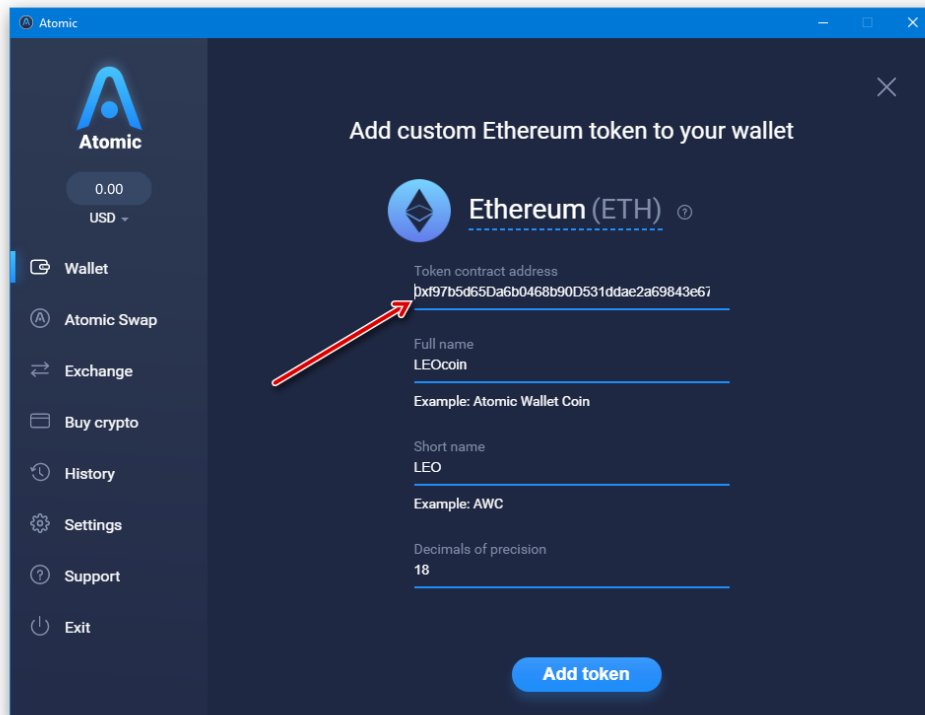 Atomic
Atomic
0.00
USD
Wallet
Atomic Swap
Exchange
Buy crypto
History
Settings
Support
Exit
Add custom Ethereum token to your wallet
Ethereum (ETH) ?
Token contract address
0xf97b5d65Da6b0468b90D531ddae2a69843e67
Full name
LEOcoin
Example: Atomic Wallet Coin
Short name
LEO
Example: AWC
Decimals of precision
18
Add token